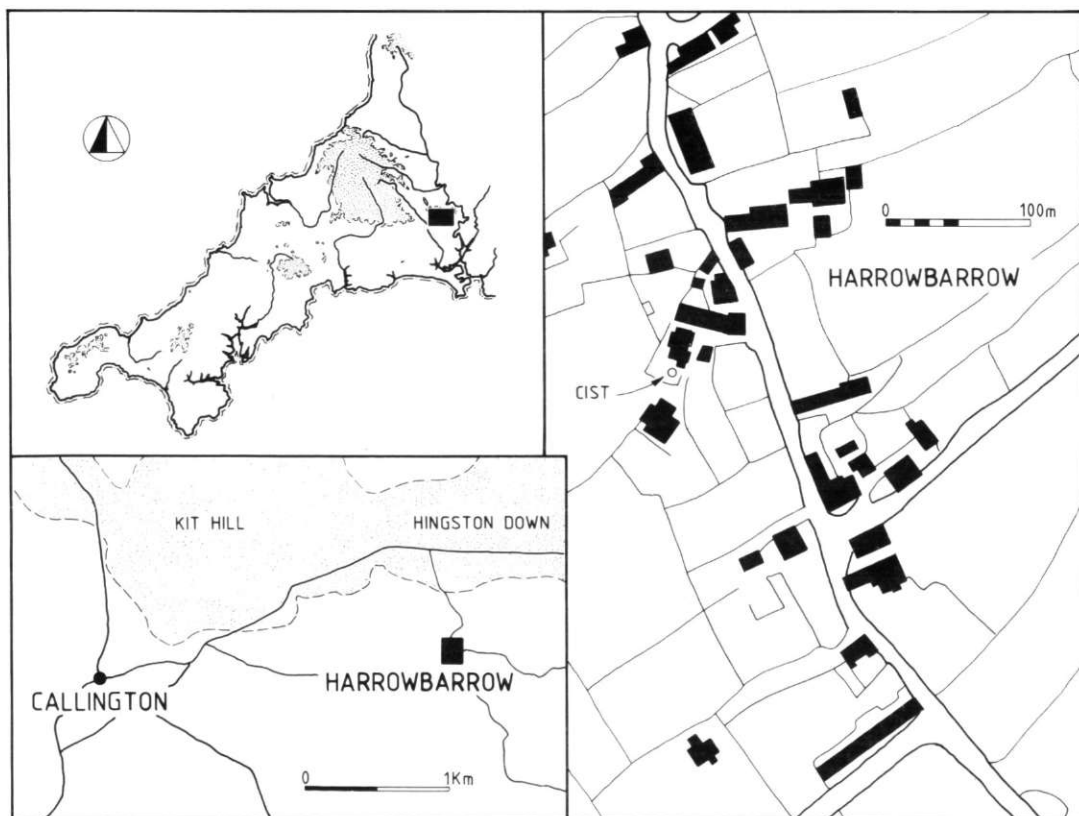 0 100m
HARROWBARROW
CIST
KIT HILL
HINGSTON DOWN
HARROWBARROW
CALLINGTON
0 1Km